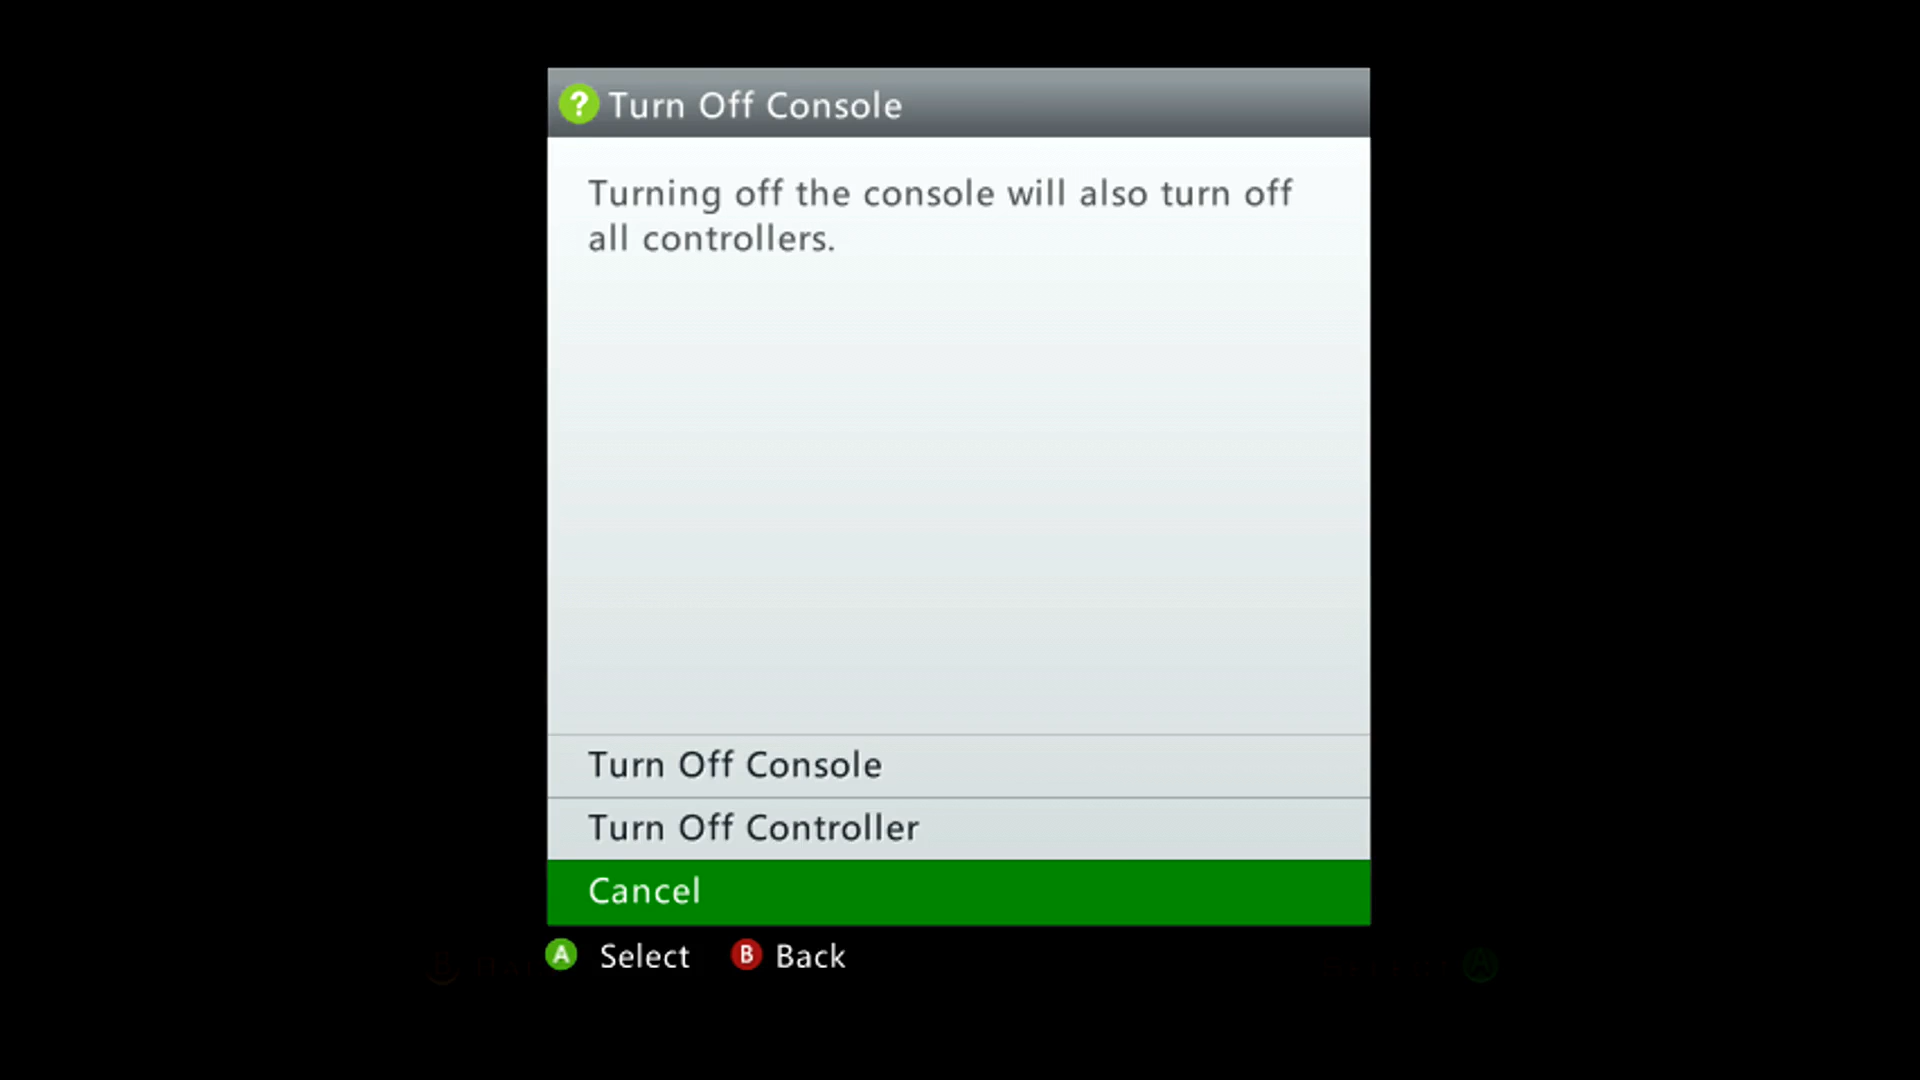 ? Turn Off Console
Turning off the console will also turn off
all controllers.
Turn Off Console
Turn Off Controller
Cancel
A Select B Back
A